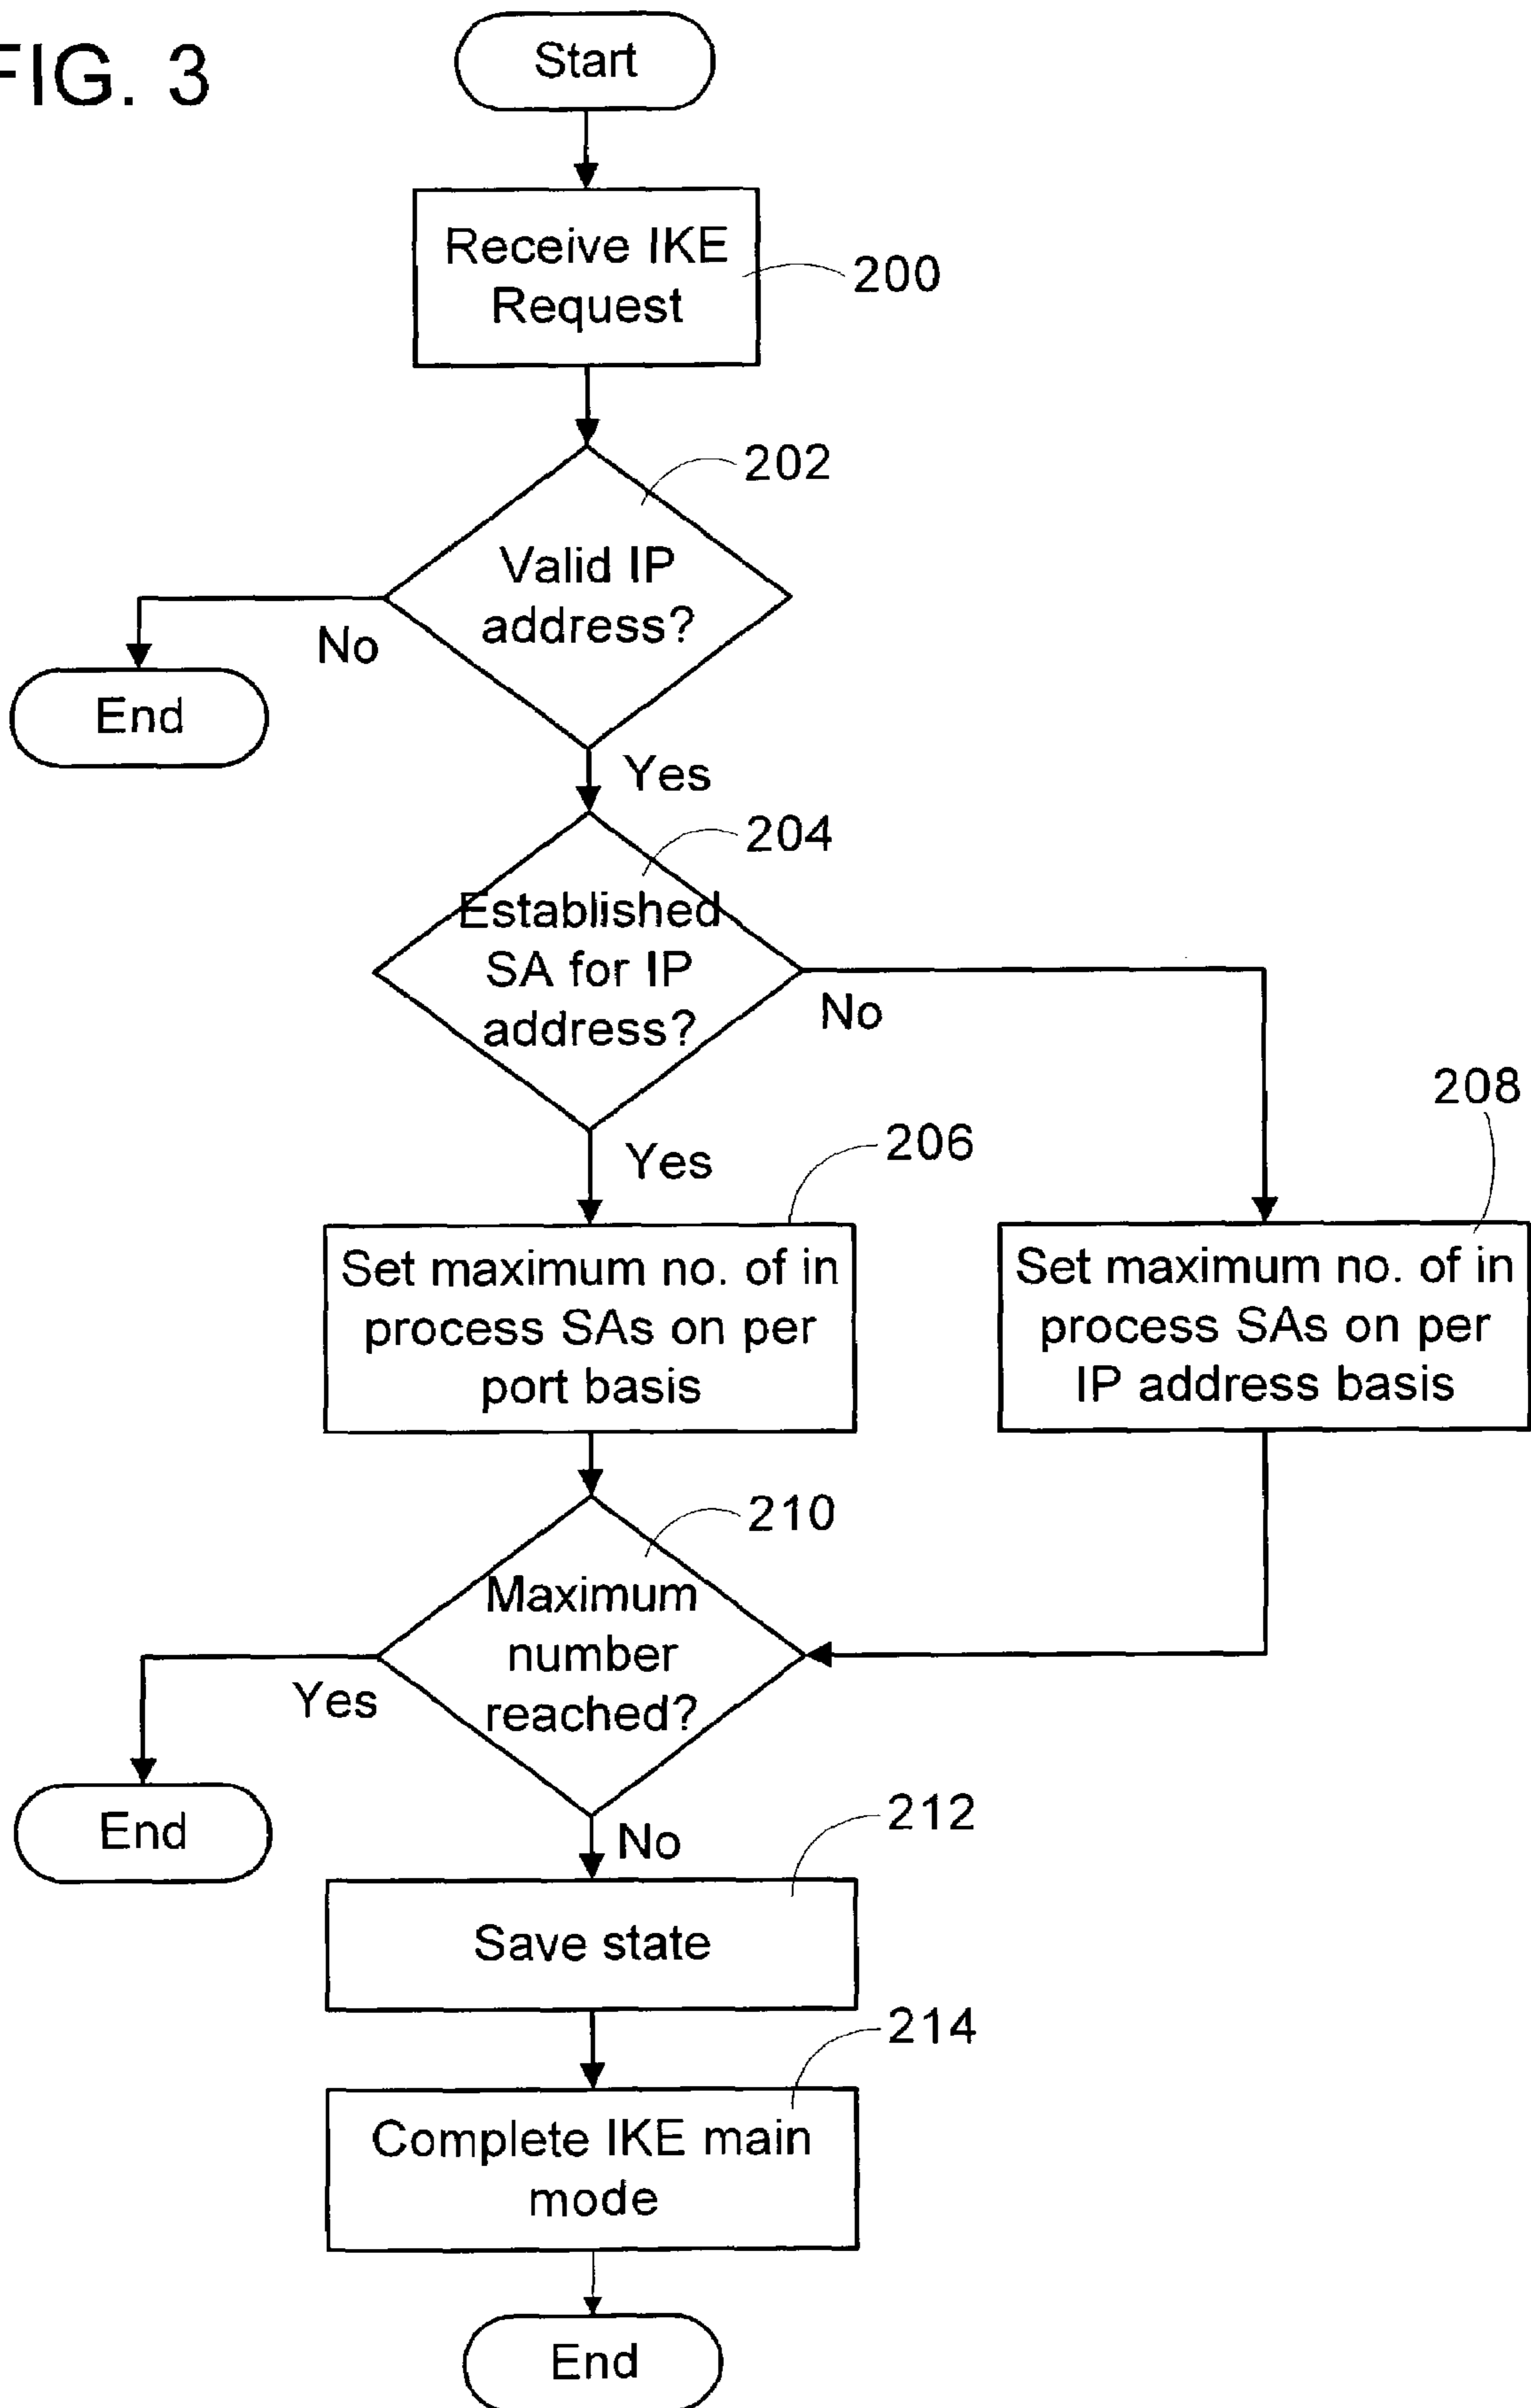 FIG. 3
Start
Receive IKE
Request
200
202
Valid IP
address?
No
End
Yes
204
Established
SA for IP
address?
No
208
Yes
206
Set maximum no. of in
process SAs on per
port basis
Set maximum no. of in
process SAs on per
IP address basis
210
Maximum
number
reached?
Yes
End
No
212
Save state
214
Complete IKE main
mode
End